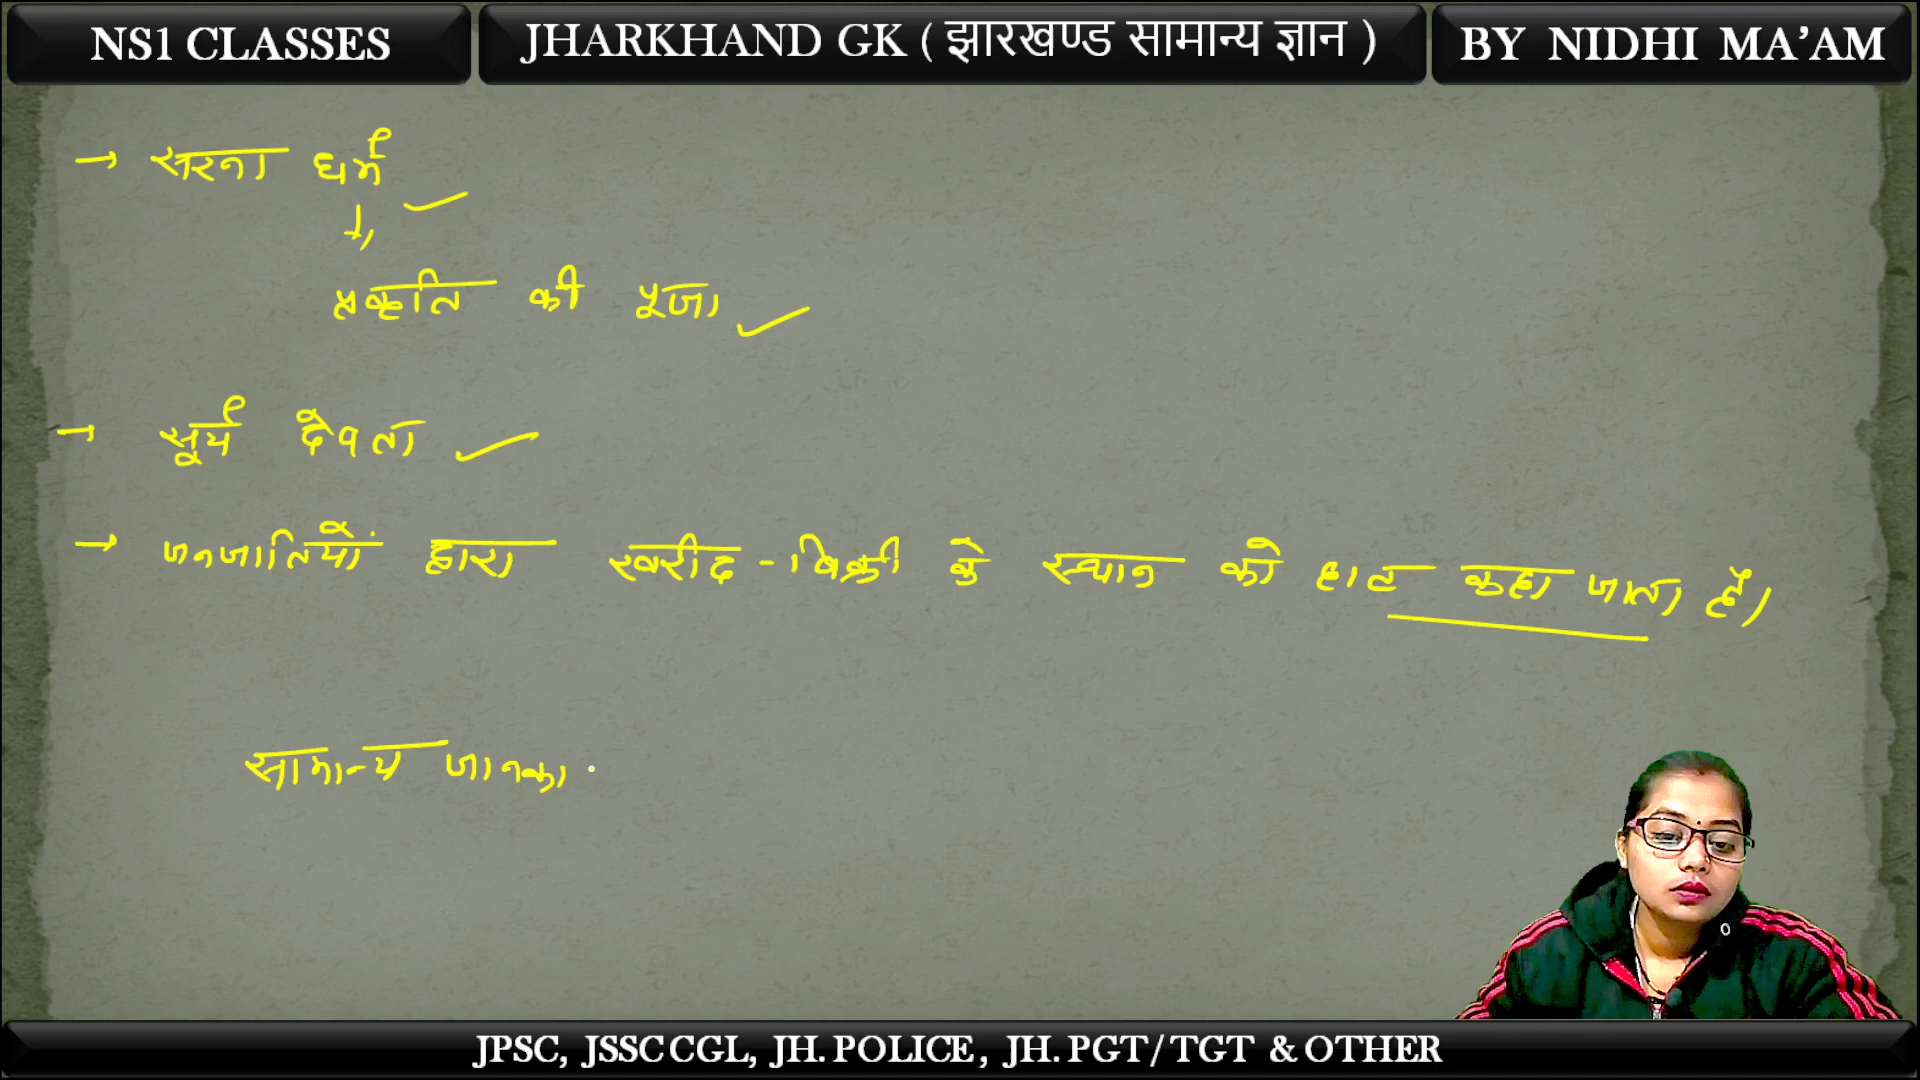 NS1 CLASSES
JHARKHAND GK ( झारखण्ड सामान्य ज्ञान )
BY NIDHI MA’AM
→ सरना धर्म
प्रकृति की पूजा
→ सूर्य देवता
→ जनजातियों द्वारा खरीद-बिक्री के स्थान को हाट कहा जाता है।
सामान्य जानका
JPSC, JSSC CGL, JH. POLICE, JH. PGT/TGT & OTHER